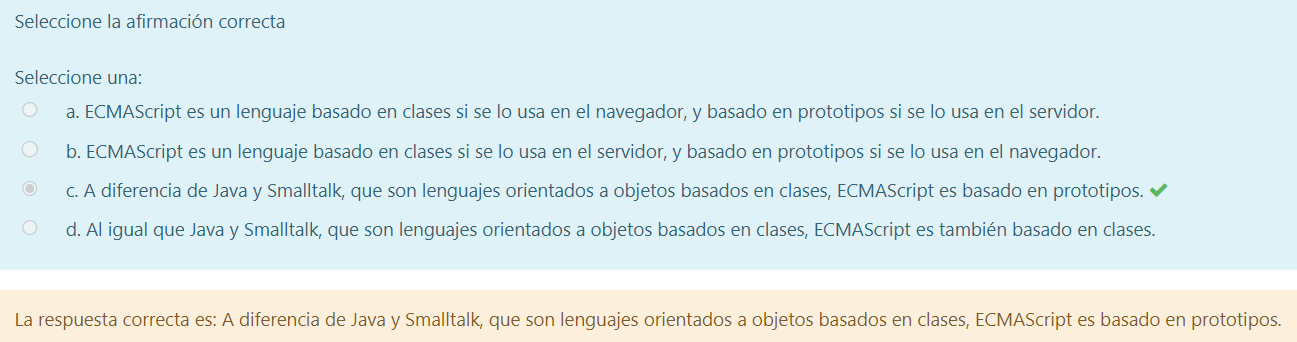 Seleccione la afirmación correcta
Seleccione una:
a. ECMAScript es un lenguaje basado en clases si se lo usa en el navegador, y basado en prototipos si se lo usa en el servidor.
b. ECMAScript es un lenguaje basado en clases si se lo usa en el servidor, y basado en prototipos si se lo usa en el navegador.
c. A diferencia de Java y Smalltalk, que son lenguajes orientados a objetos basados en clases, ECMAScript es basado en prototipos.
d. Al igual que Java y Smalltalk, que son lenguajes orientados a objetos basados en clases, ECMAScript es también basado en clases.
La respuesta correcta es: A diferencia de Java y Smalltalk, que son lenguajes orientados a objetos basados en clases, ECMAScript es basado en prototipos.